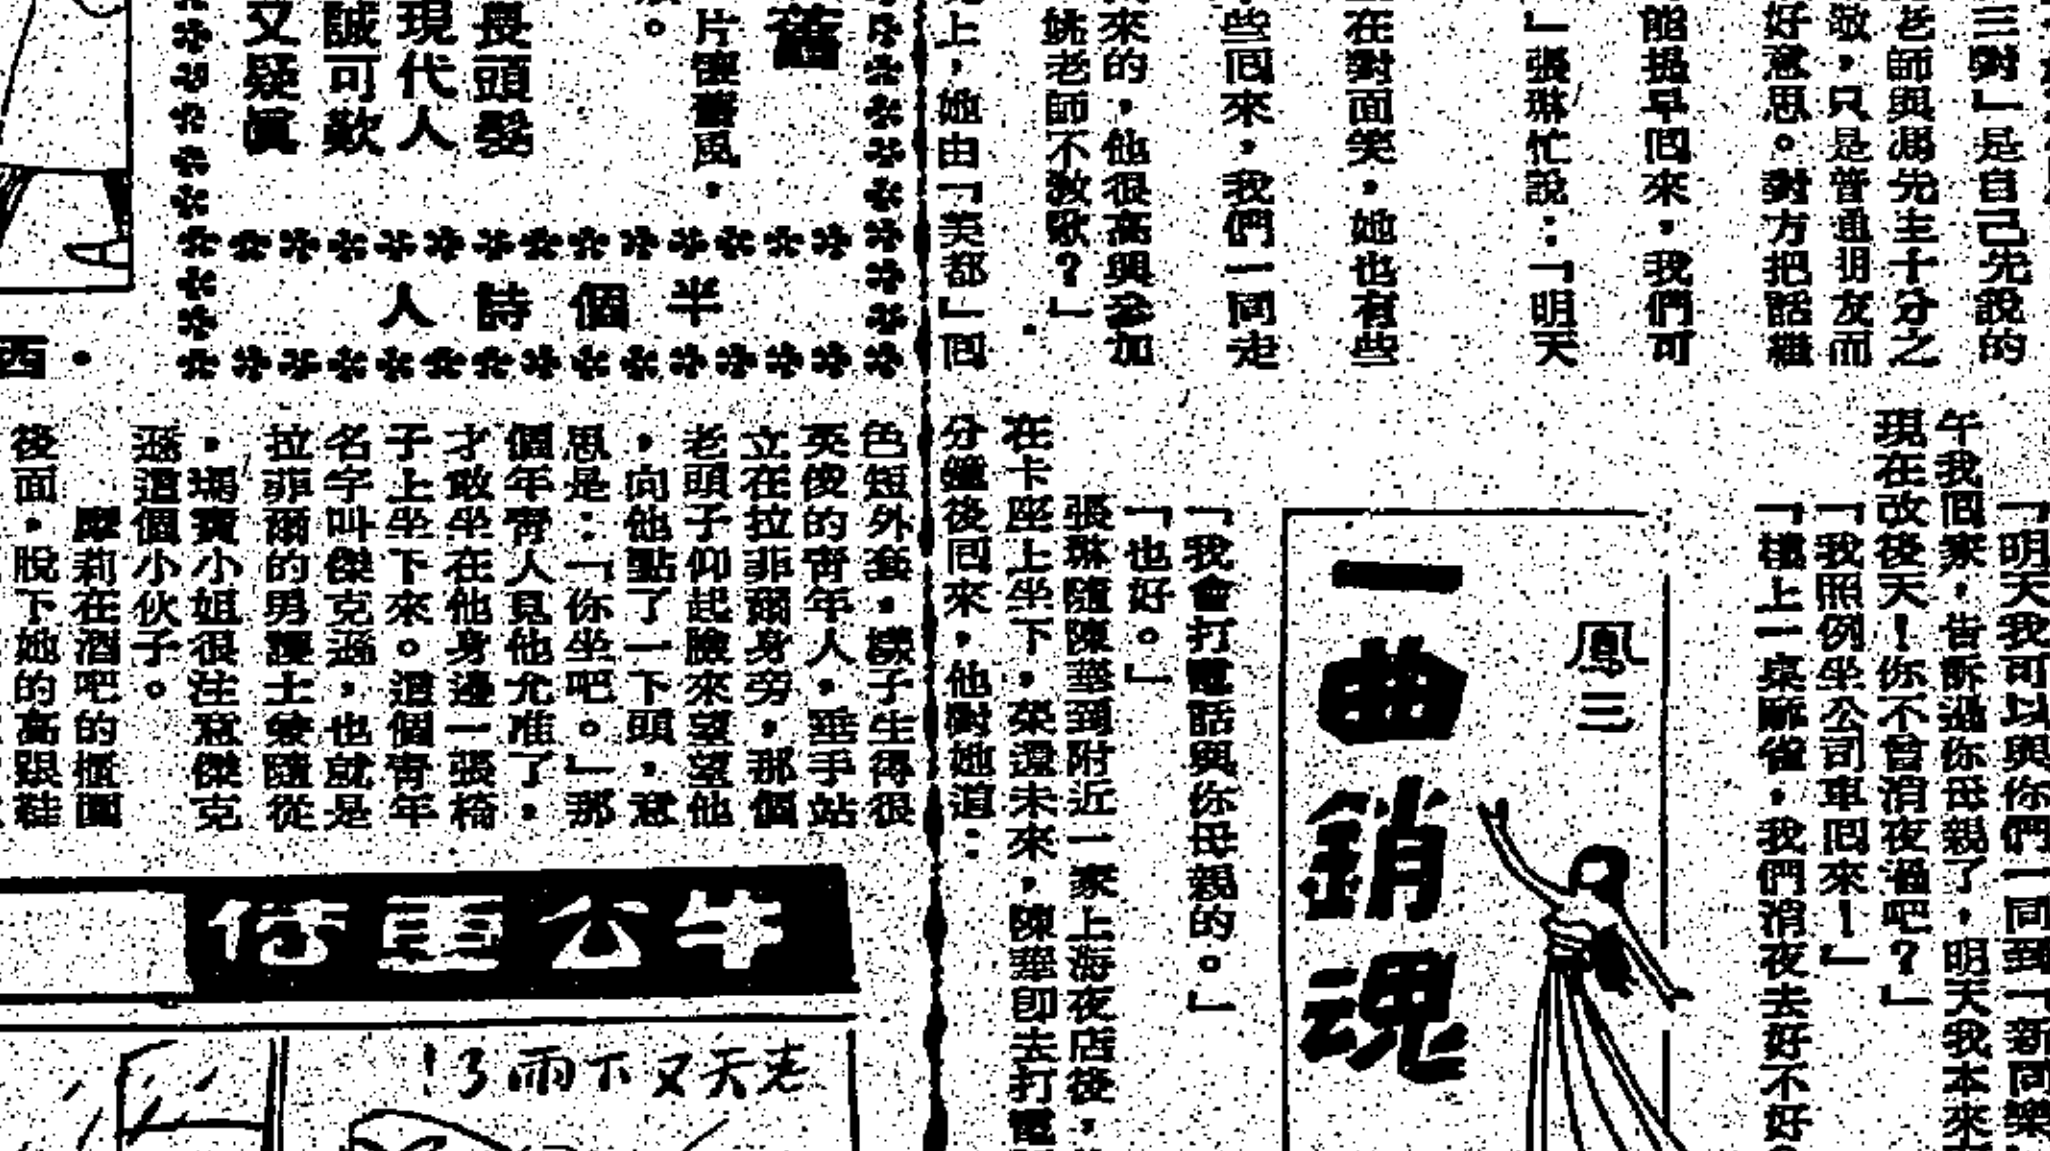 三對」是自己先說的
老師與馮先生十分之
敬，只是普通朋友而
好意思。對方把話繼
能提早囘來，我們可
」張琳忙說：「明天
在對面笑，她也有些
些囘來，我們一同走
來的，他很高興參加
姚老師不教歌？」
上，她由「美都」囘
「明天我可以與你們一同到「新同樂
午我囘家，告訴過你母親了，明天我本來
現在改後天！你不曾消夜過吧？」
「我照例坐公司車囘來！」
「樓上一桌麻雀，我們消夜去好不好
一曲銷魂
鳳三
「我會打電話與你母親的。」
「也好。」
張琳隨陳華到附近一家上海夜店後，
在卡座上坐下，菜還未來，陳華即去打電
分鐘後囘來，他對她道：
舊
片懷舊風，
長頭髮
現代人
誠可歎
又疑眞
半個詩人
西・
色短外套，樣子生得很
英俊的靑年人，垂手站
立在拉菲爾身旁，那個
老頭子仰起臉來望望他
，向他點了一下頭，意
思是：「你坐吧。」那
個年靑人見他允准了，
才敢坐在他身邊一張椅
子上坐下來。這個靑年
名字叫傑克遜，也就是
拉菲爾的男護士兼隨從
，瑪寶小姐很注意傑克
遜這個小伙子。
摩莉在酒吧的櫃圍
後面，脫下她的高跟鞋
牛公馬仔
老天又下雨了！